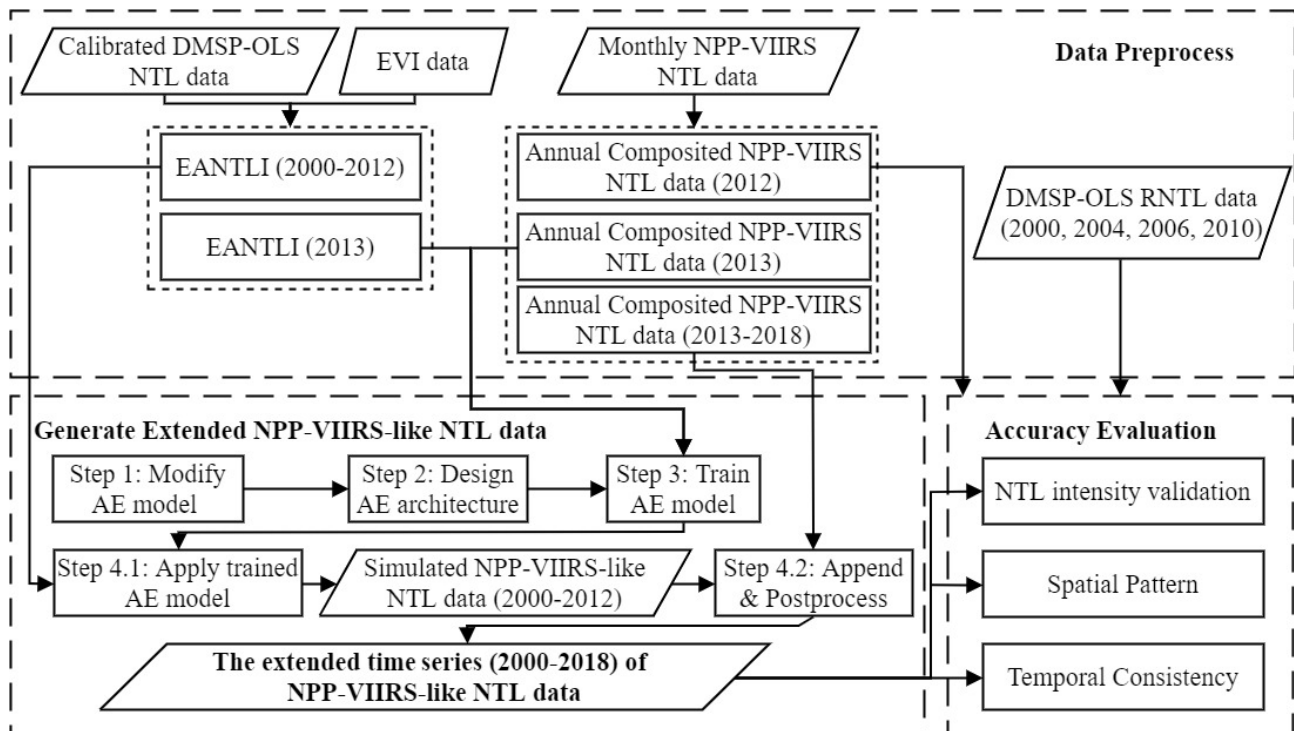 Calibrated DMSP-OLS
NTL data
EVI data
Monthly NPP-VIIRS
NTL data
Data Preprocess
EANTLI (2000-2012)
EANTLI (2013)
Annual Composited NPP-VIIRS
NTL data (2012)
Annual Composited NPP-VIIRS
NTL data (2013)
Annual Composited NPP-VIIRS
NTL data (2013-2018)
DMSP-OLS RNTL data
(2000, 2004, 2006, 2010)
Generate Extended NPP-VIIRS-like NTL data
Step 1: Modify
AE model
Step 2: Design
AE architecture
Step 3: Train
AE model
Step 4.1: Apply trained
AE model
Simulated NPP-VIIRS-like
NTL data (2000-2012)
Step 4.2: Append
& Postprocess
The extended time series (2000-2018) of
NPP-VIIRS-like NTL data
Accuracy Evaluation
NTL intensity validation
Spatial Pattern
Temporal Consistency